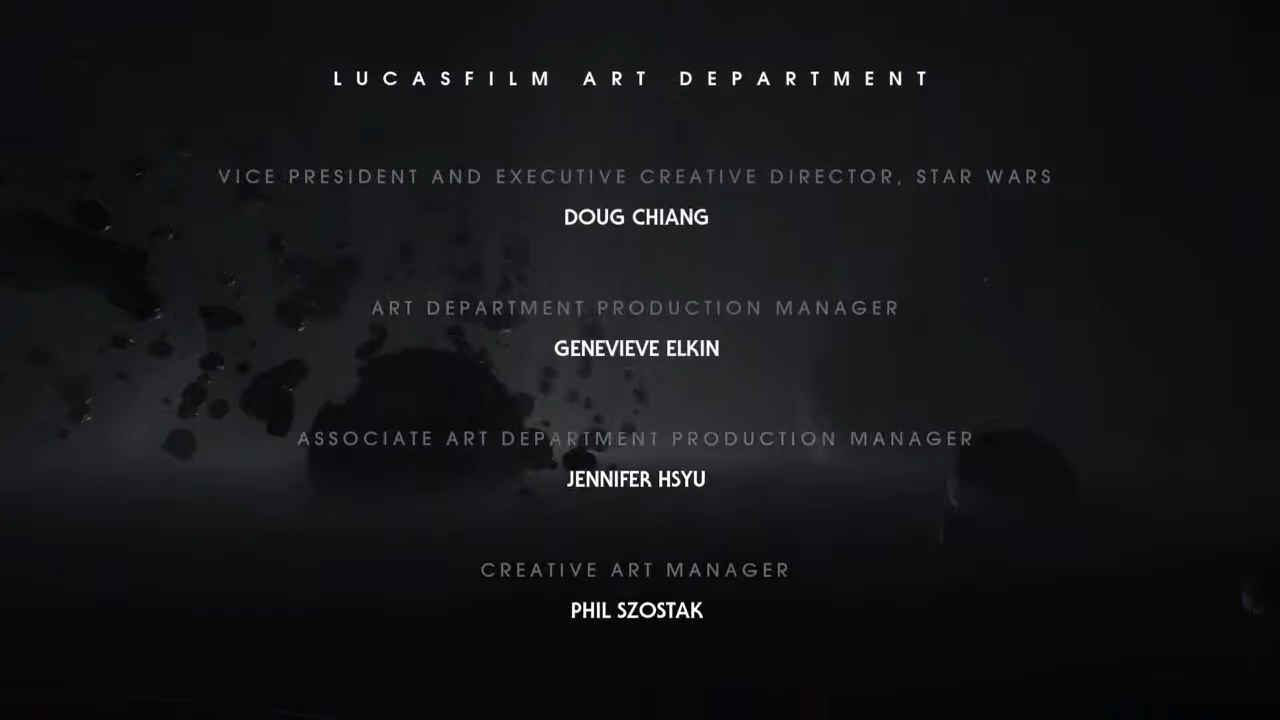 LUCASFILM ART DEPARTMENT
VICE PRESIDENT AND EXECUTIVE CREATIVE DIRECTOR, STAR WARS
DOUG CHIANG
ART DEPARTMENT PRODUCTION MANAGER
GENEVIEVE ELKIN
ASSOCIATE ART DEPARTMENT PRODUCTION MANAGER
JENNIFER HSYU
CREATIVE ART MANAGER
PHIL SZOSTAK